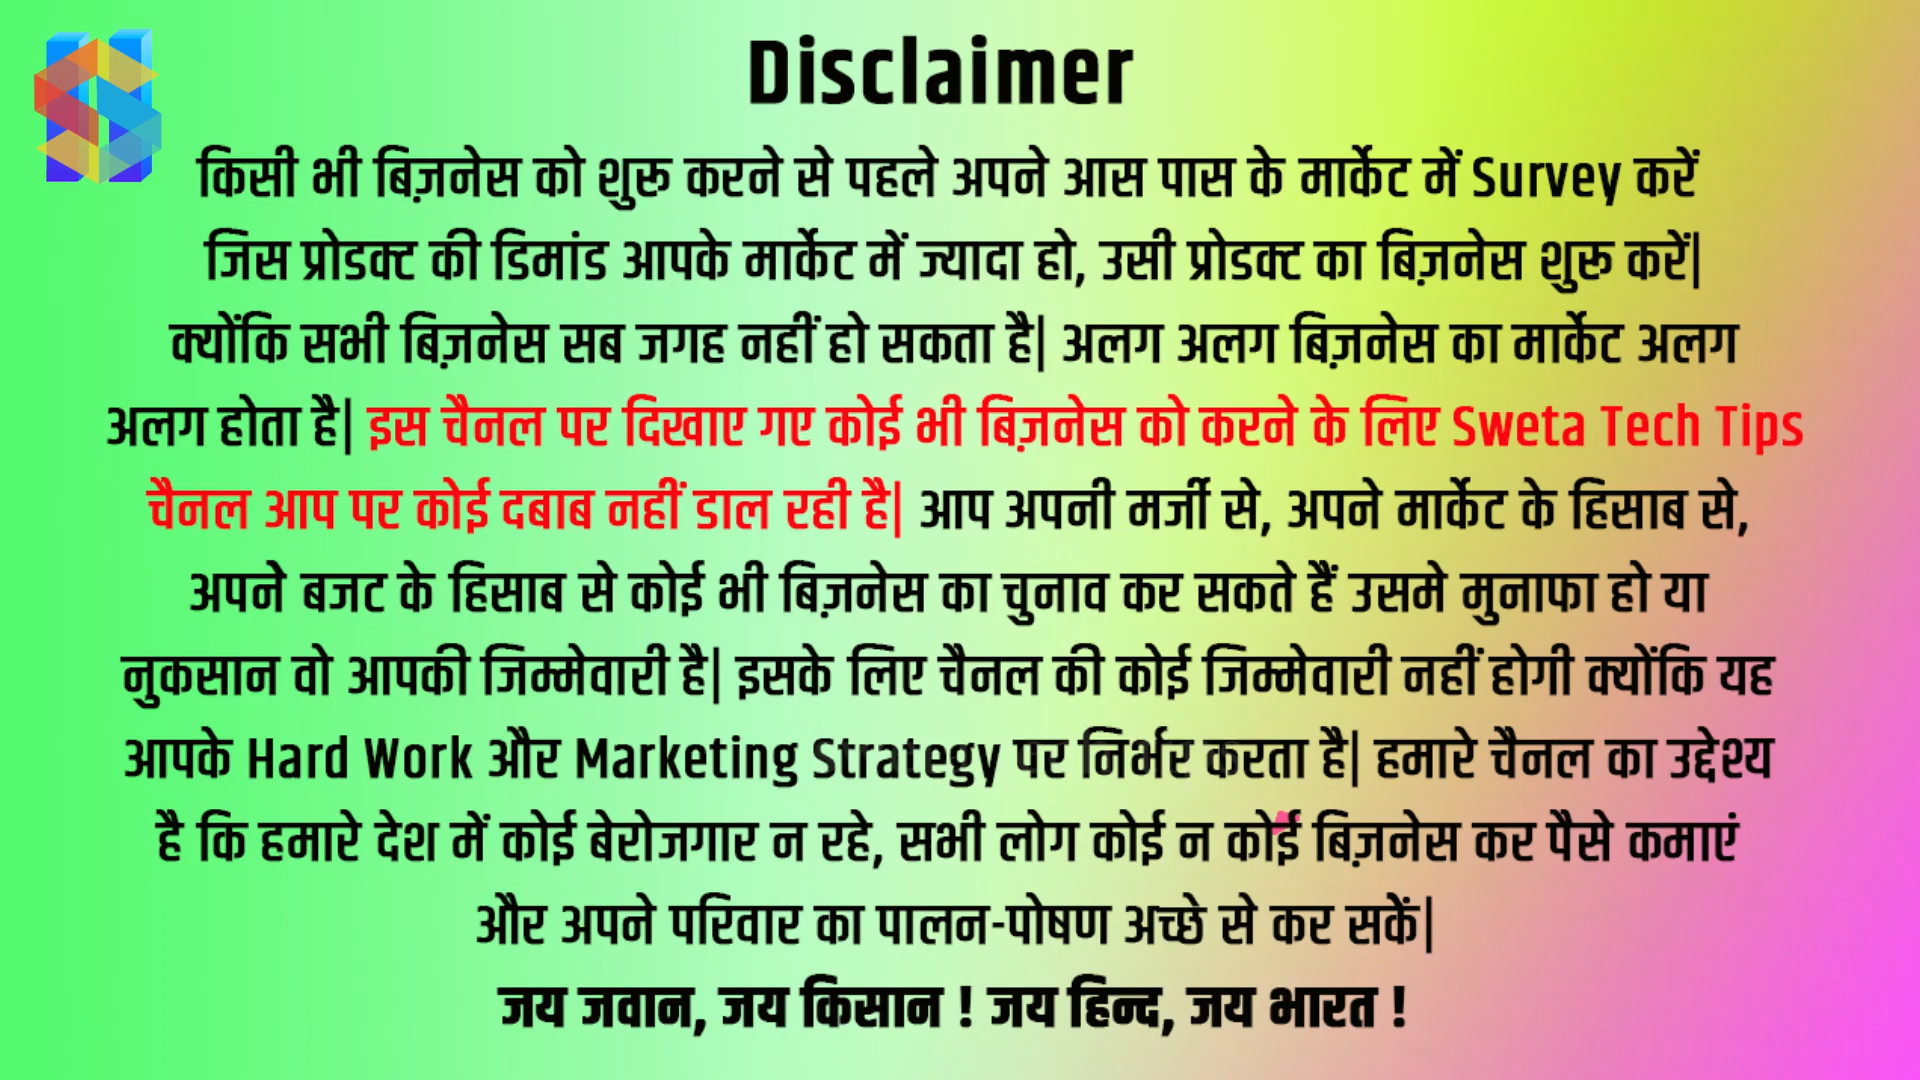 Disclaimer
किसी भी बिज़नेस को शुरू करने से पहले अपने आस पास के मार्केट में Survey करें
जिस प्रोडक्ट की डिमांड आपके मार्केट में ज्यादा हो, उसी प्रोडक्ट का बिज़नेस शुरू करें|
क्योंकि सभी बिज़नेस सब जगह नहीं हो सकता है| अलग अलग बिज़नेस का मार्केट अलग
अलग होता है| इस चैनल पर दिखाए गए कोई भी बिज़नेस को करने के लिए Sweta Tech Tips
चैनल आप पर कोई दबाब नहीं डाल रही है| आप अपनी मर्जी से, अपने मार्केट के हिसाब से,
अपने बजट के हिसाब से कोई भी बिज़नेस का चुनाव कर सकते हैं उसमे मुनाफा हो या
नुकसान वो आपकी जिम्मेवारी है| इसके लिए चैनल की कोई जिम्मेवारी नहीं होगी क्योंकि यह
आपके Hard Work और Marketing Strategy पर निर्भर करता है| हमारे चैनल का उद्देश्य
है कि हमारे देश में कोई बेरोजगार न रहे, सभी लोग कोई न कोई बिज़नेस कर पैसे कमाएं
और अपने परिवार का पालन-पोषण अच्छे से कर सकें|
जय जवान, जय किसान ! जय हिन्द, जय भारत !